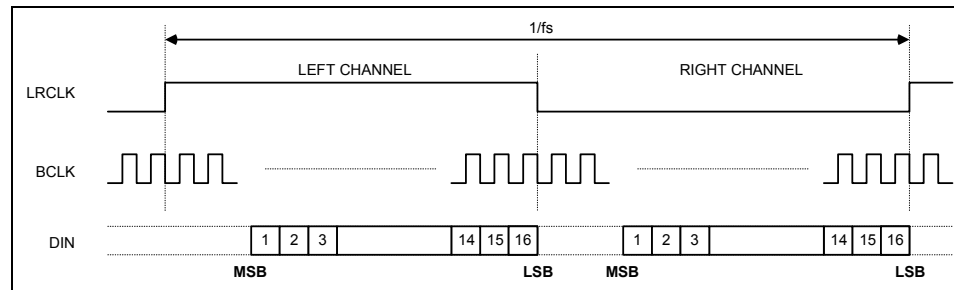 1/fs
LEFT CHANNEL RIGHT CHANNEL
LRCLK
BCLK
DIN 1 2 3 14 15 16 1 2 3 14 15 16
MSB LSB MSB LSB